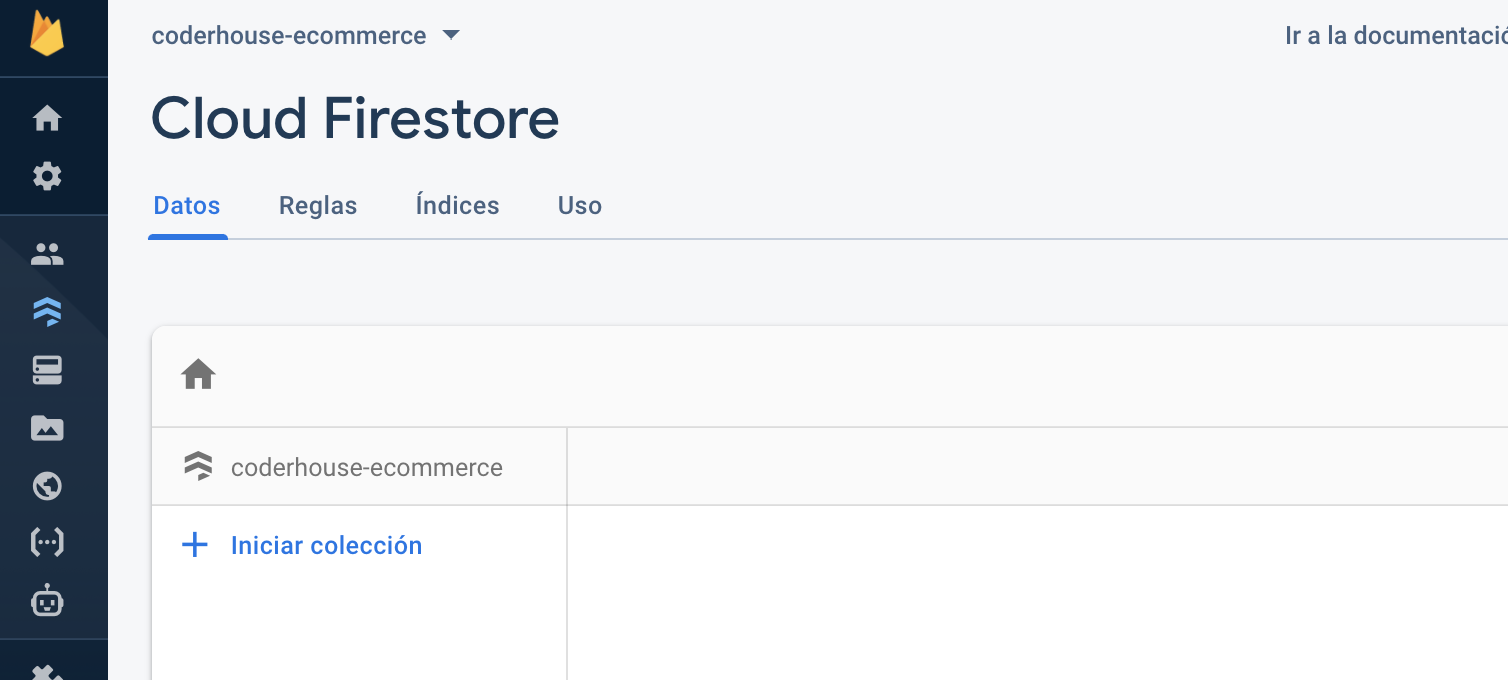 coderhouse-ecommerce
Ir a la documentació
Cloud Firestore
Datos Reglas Índices Uso
coderhouse-ecommerce
Iniciar colección